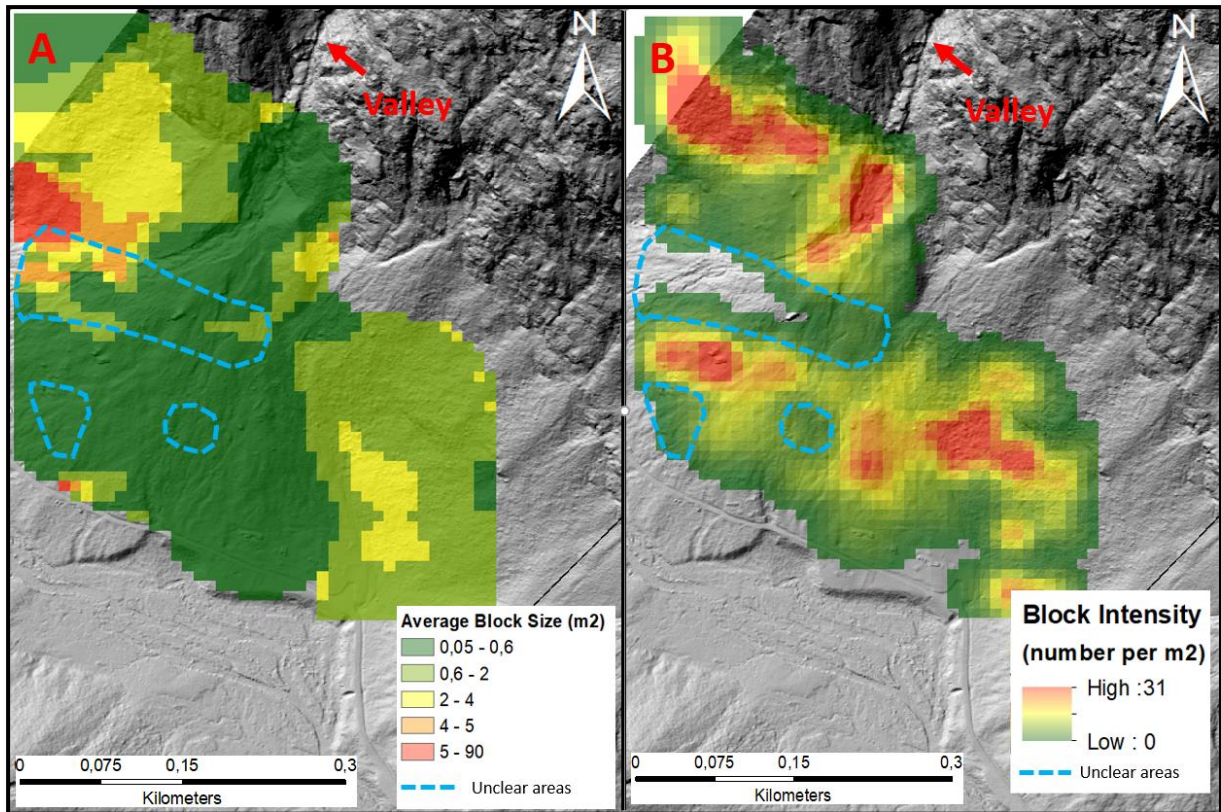 A
Valley
N
Average Block Size (m2)
0,05 - 0,6
0,6 - 2
2 - 4
4 - 5
5 - 90
Unclear areas
0 0,075 0,15 0,3
Kilometers
B
Valley
N
Block Intensity
(number per m2)
High :31
Low : 0
Unclear areas
0 0,075 0,15 0,3
Kilometers